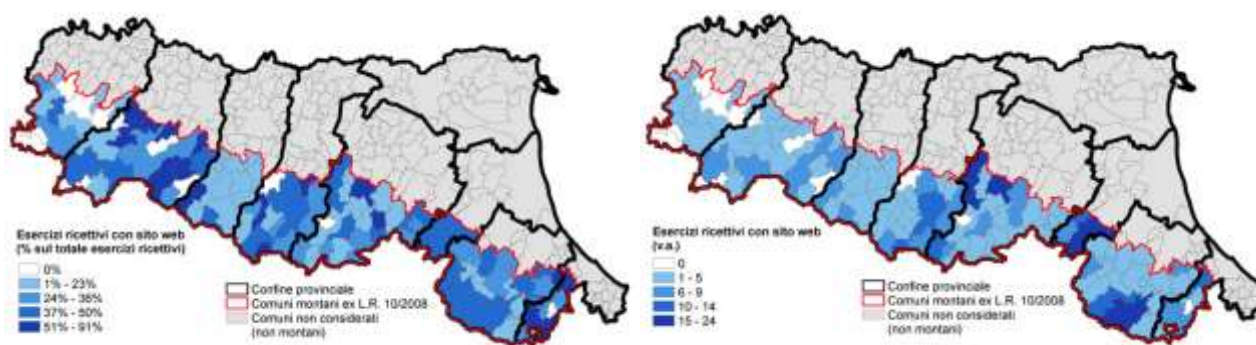 Esercizi ricettivi con sito web
(% sul totale esercizi ricettivi)
0%
1% - 23%
24% - 36%
37% - 50%
51% - 91%
Confine provinciale
Comuni montani ex L.R. 10/2008
Comuni non considerati
(non montani)
Esercizi ricettivi con sito web
(v.a.)
0
1 - 5
6 - 9
10 - 14
15 - 24
Confine provinciale
Comuni montani ex L.R. 10/2008
Comuni non considerati
(non montani)